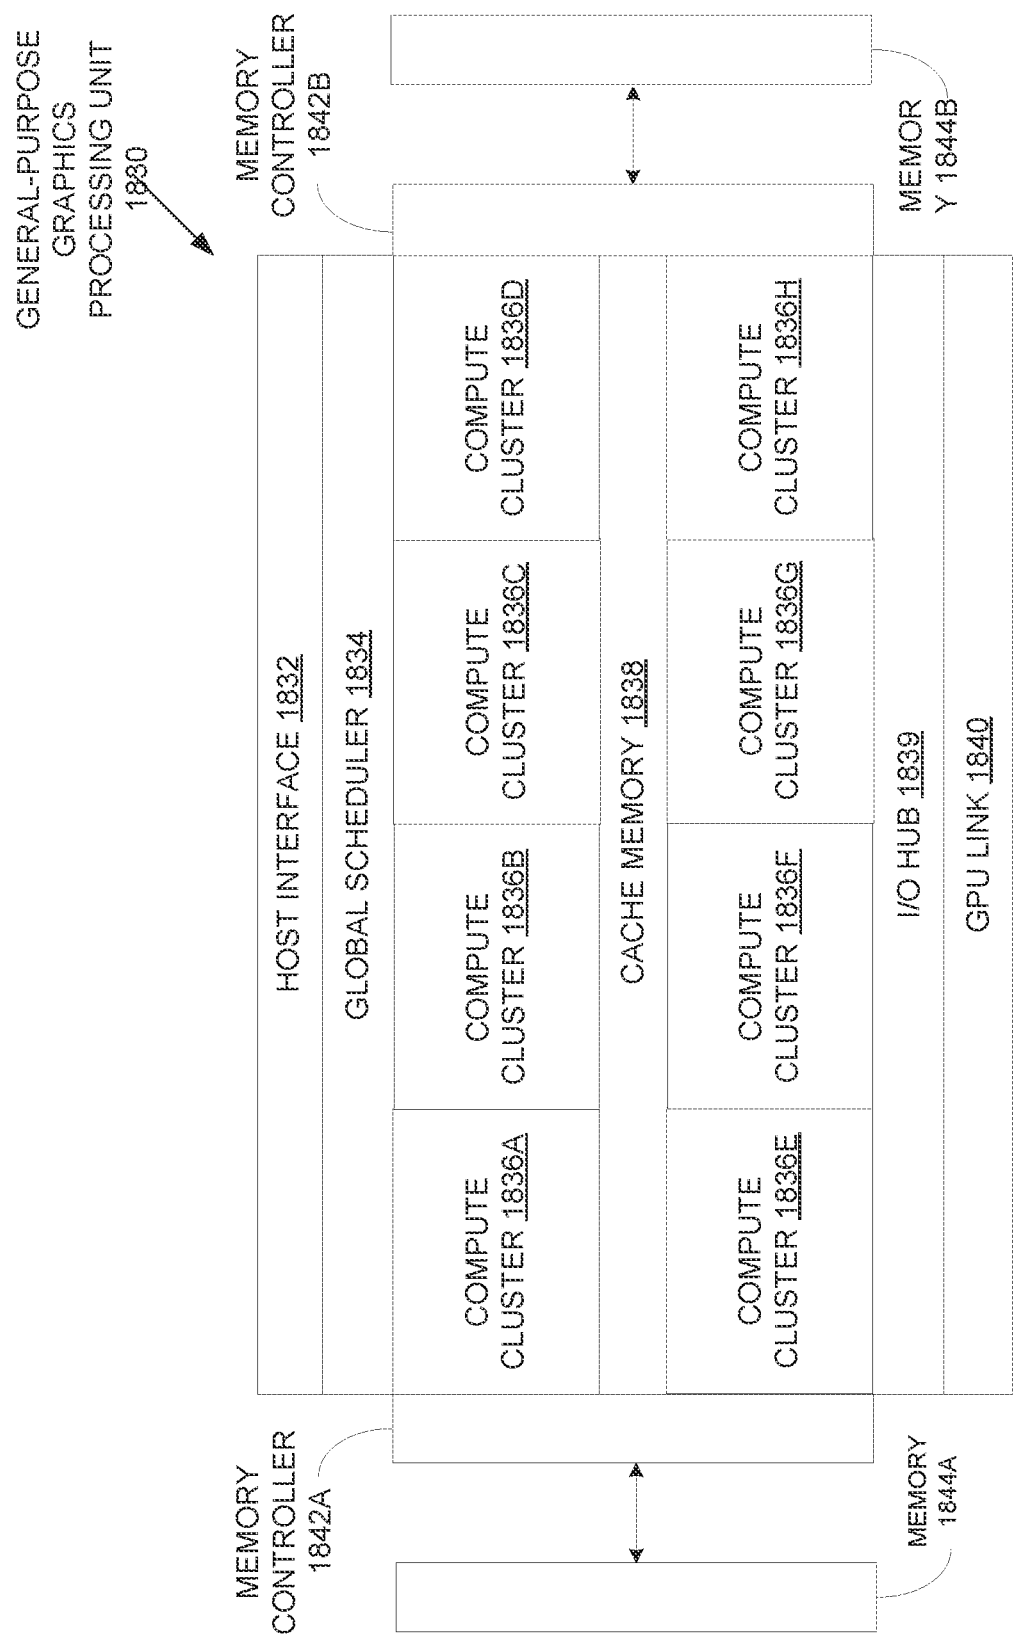 GENERAL-PURPOSE
GRAPHICS
PROCESSING UNIT
1830
HOST INTERFACE 1832
GLOBAL SCHEDULER 1834
MEMORY
CONTROLLER
1842A
MEMORY
CONTROLLER
1842B
COMPUTE
CLUSTER 1836A
COMPUTE
CLUSTER 1836B
COMPUTE
CLUSTER 1836C
COMPUTE
CLUSTER 1836D
CACHE MEMORY 1838
COMPUTE
CLUSTER 1836E
COMPUTE
CLUSTER 1836F
COMPUTE
CLUSTER 1836G
COMPUTE
CLUSTER 1836H
MEMORY
1844A
MEMOR
Y 1844B
I/O HUB 1839
GPU LINK 1840